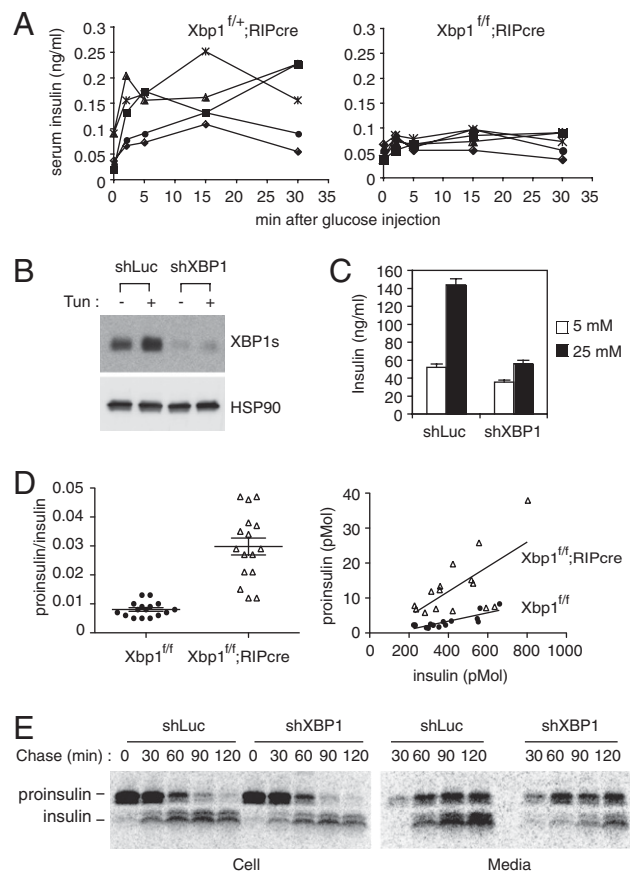 A
Xbp1 f/+;RIPcre
Xbp1 f/f;RIPcre
serum insulin (ng/ml)
0.3
0.25
0.2
0.15
0.1
0.05
0
0 5 10 15 20 25 30 35
0.3
0.25
0.2
0.15
0.1
0.05
0
0 5 10 15 20 25 30 35
min after glucose injection
B
shLuc shXBP1
Tun : - + - +
XBP1s
HSP90
C
Insulin (ng/ml)
160
140
120
100
80
60
40
20
0
shLuc shXBP1
5 mM
25 mM
D
proinsulin/insulin
0.05
0.04
0.03
0.02
0.01
0
Xbp1f/f Xbp1f/f;RIPcre
proinsulin (pMol)
40
30
20
10
0
0 200 400 600 800 1000
insulin (pMol)
Xbp1f/f;RIPcre
Xbp1f/f
E
shLuc shXBP1 shLuc shXBP1
Chase (min) : 0 30 60 90 120 0 30 60 90 120 30 60 90 120 30 60 90 120
proinsulin –
insulin –
Cell Media